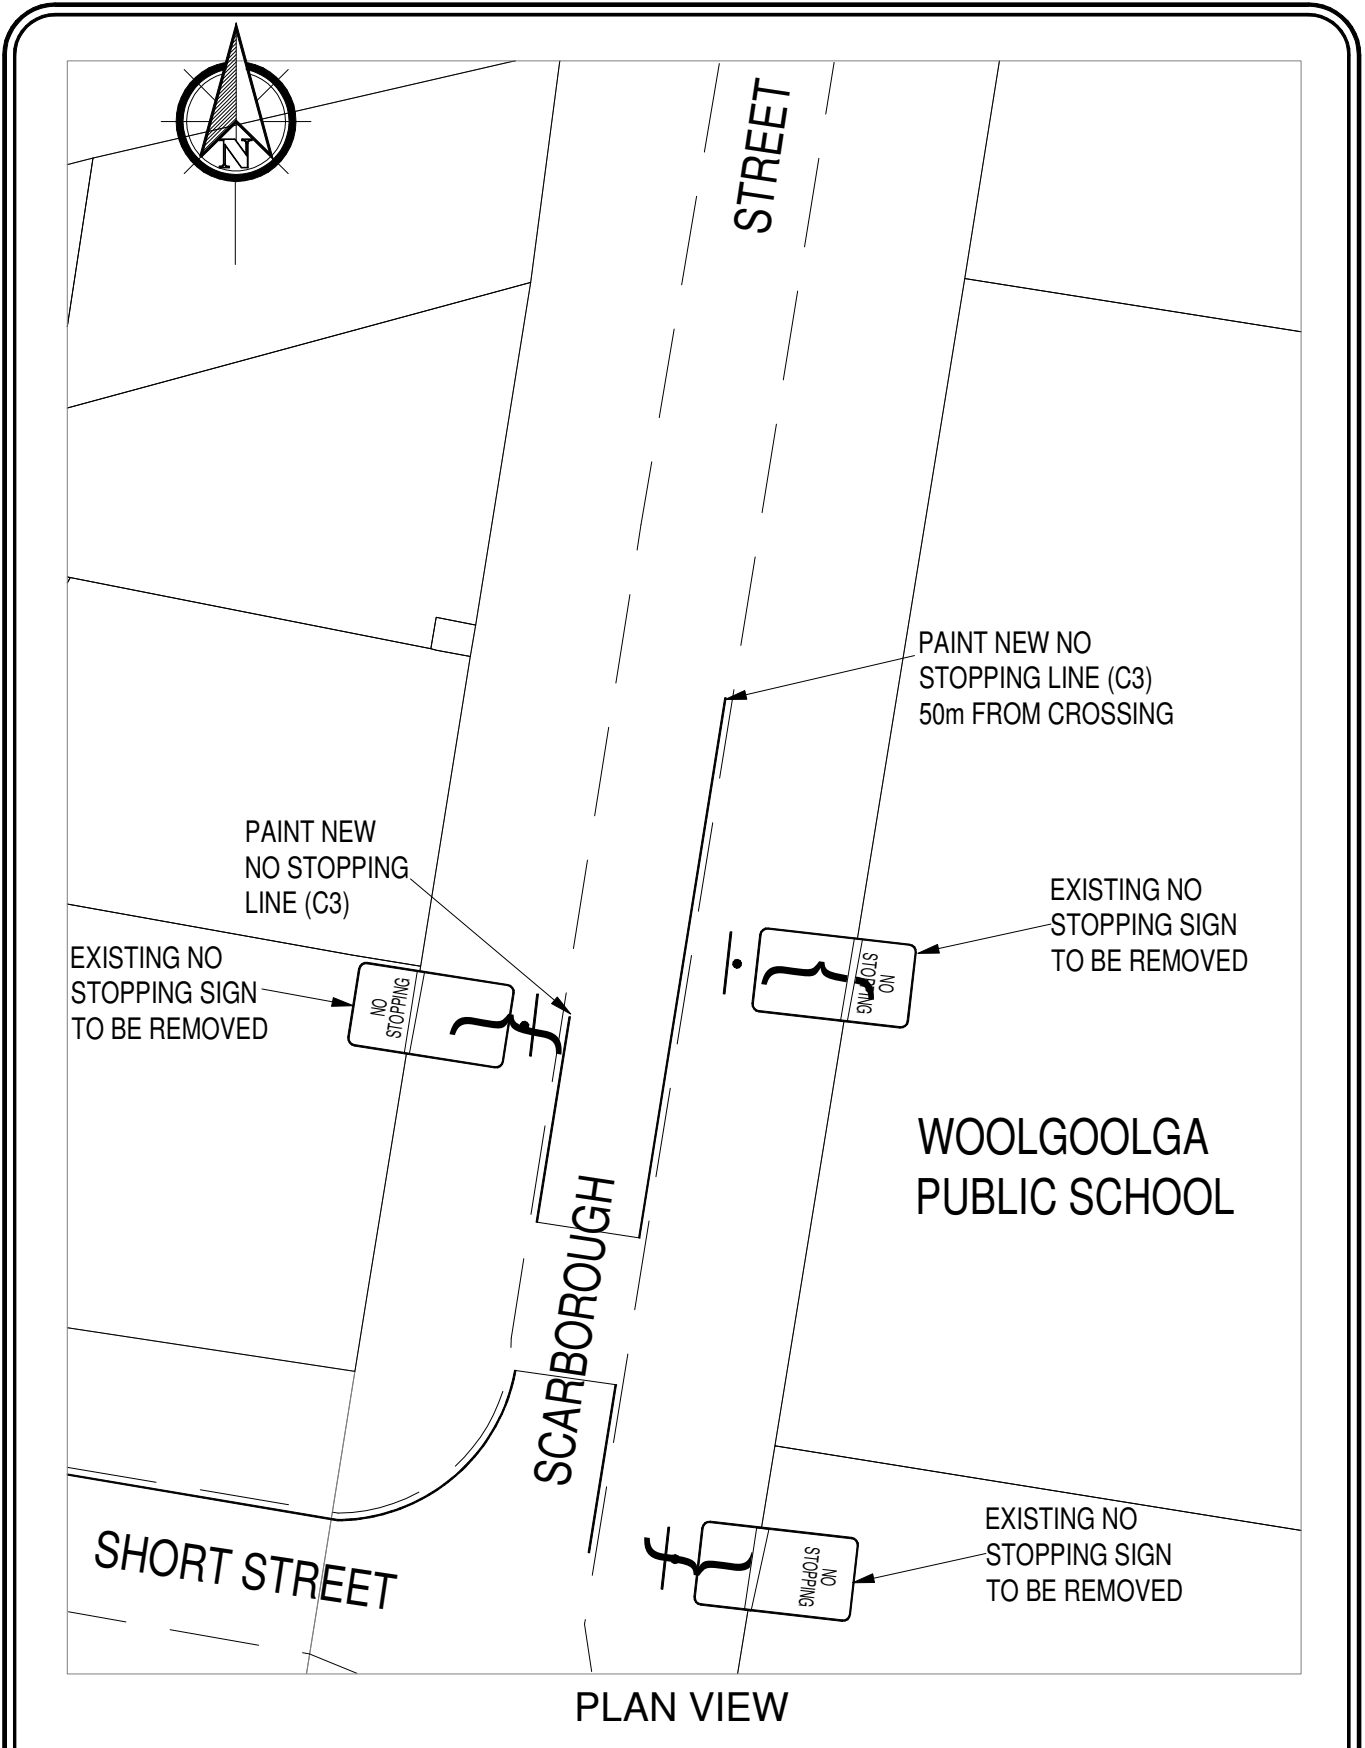 N
STREET
PAINT NEW NO
STOPPING LINE (C3)
50m FROM CROSSING
PAINT NEW
NO STOPPING
LINE (C3)
EXISTING NO
STOPPING SIGN
TO BE REMOVED
EXISTING NO
STOPPING SIGN
TO BE REMOVED
NO
STOPPING
NO
STOPPING
WOOLGOOLGA
PUBLIC SCHOOL
SCARBOROUGH
SHORT STREET
EXISTING NO
STOPPING SIGN
TO BE REMOVED
NO
STOPPING
PLAN VIEW